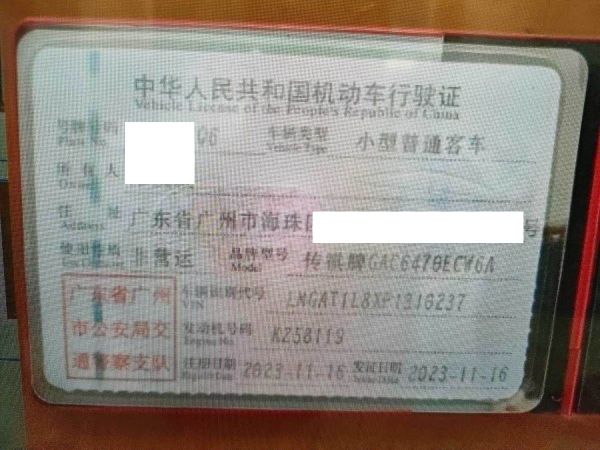 中华人民共和国机动车行驶证
Vehicle License of the People's Republic of China
号牌号码 06 车辆类型 小型普通客车
Plate No. Vehicle Type
所有人
Owner
住址 广东省广州市海珠区 号
Address
使用性质 非营运 品牌型号 传祺牌GAC6470ECW6A
Model
广东省广州 车辆识别代号
市公安局交 VIN
通警察支队 发动机号码 K258119
Engine No.
注册日期 2023-11-16 发证日期 2023-11-16
Register Date Issue Date